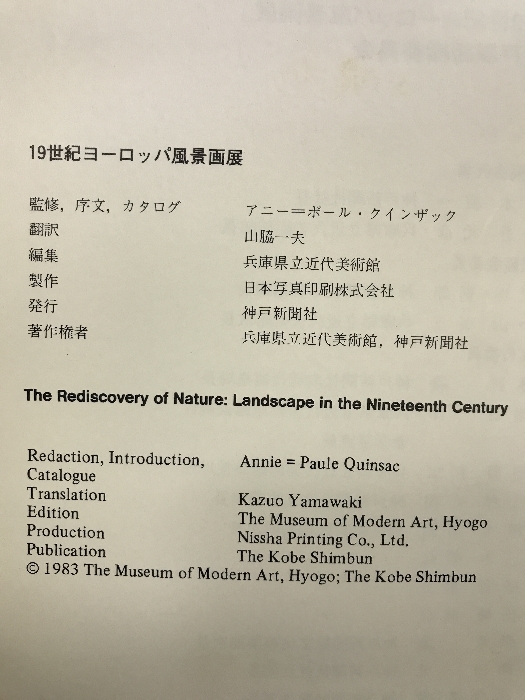 19世紀ヨーロッパ風景画展
監修, 序文, カタログ アニー＝ポール・クインザック
翻訳 山脇一夫
編集 兵庫県立近代美術館
製作 日本写真印刷株式会社
発行 神戸新聞社
著作権者 兵庫県立近代美術館, 神戸新聞社
The Rediscovery of Nature: Landscape in the Nineteenth Century
Redaction, Introduction, Annie = Paule Quinsac
Catalogue
Translation Kazuo Yamawaki
Edition The Museum of Modern Art, Hyogo
Production Nissha Printing Co., Ltd.
Publication The Kobe Shimbun
© 1983 The Museum of Modern Art, Hyogo; The Kobe Shimbun